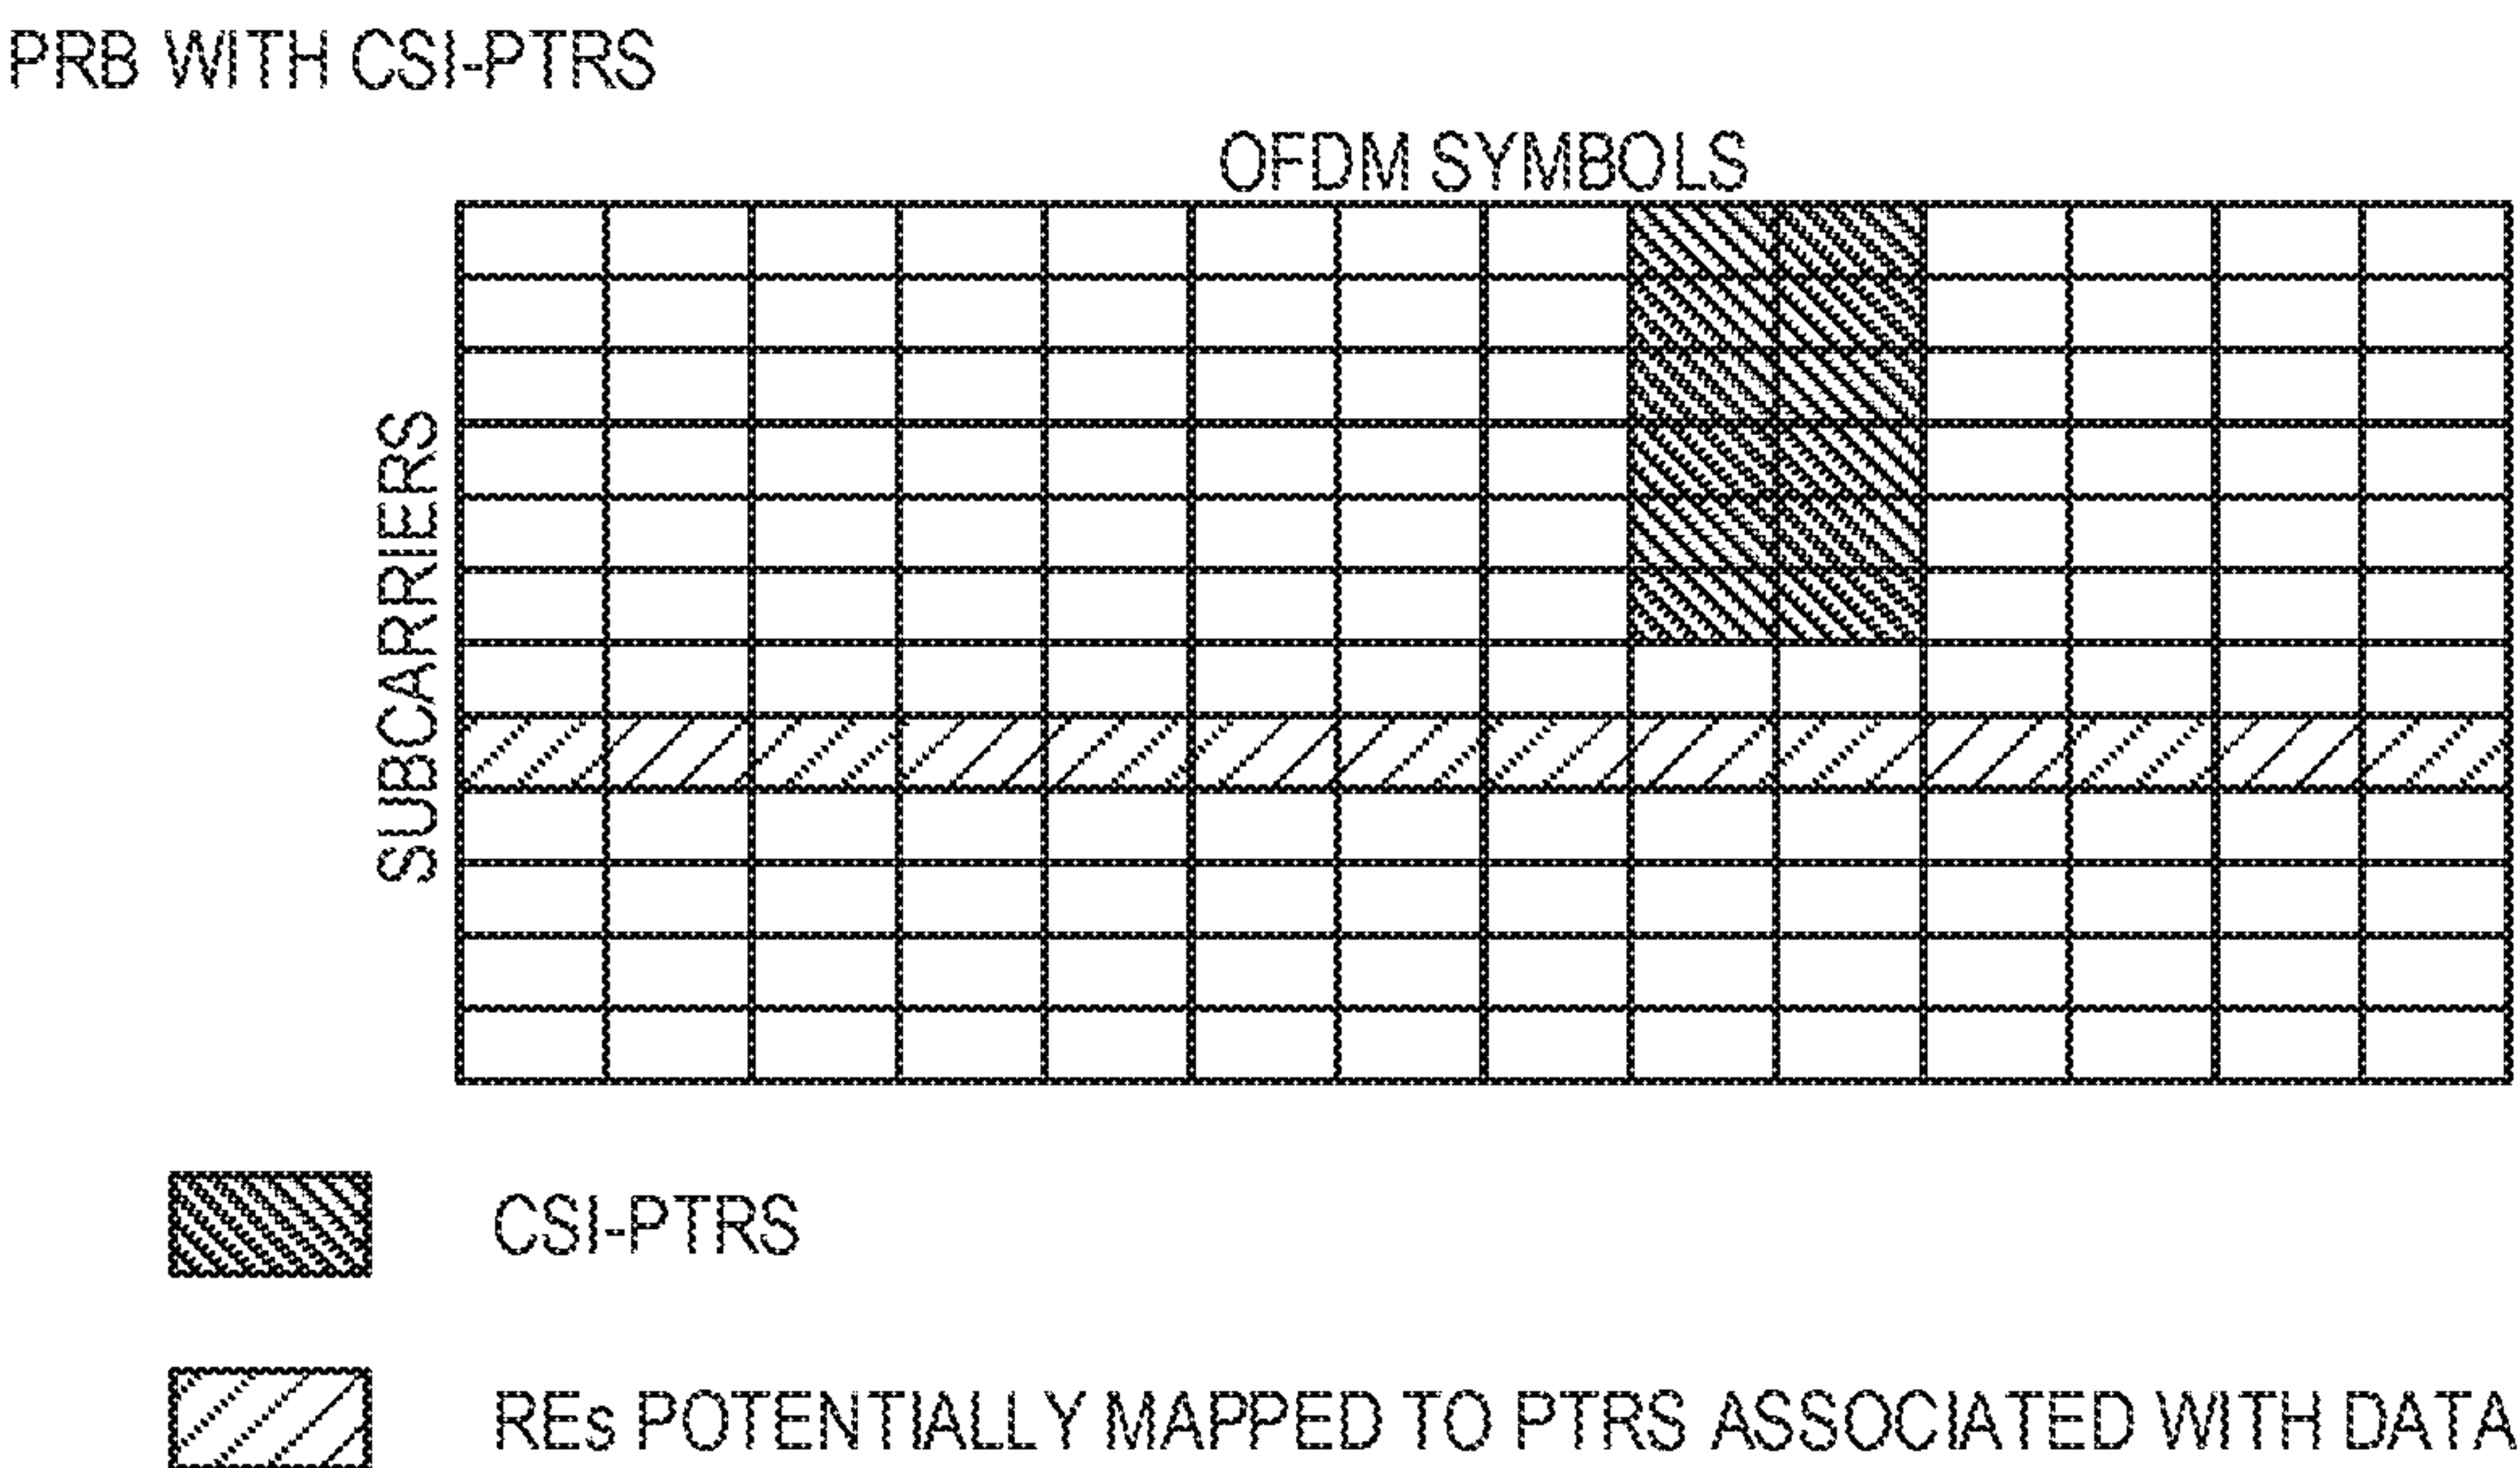 PRB WITH CSI-PTRS
OFDM SYMBOLS
SUBCARRIERS
CSI-PTRS
REs POTENTIALLY MAPPED TO PTRS ASSOCIATED WITH DATA